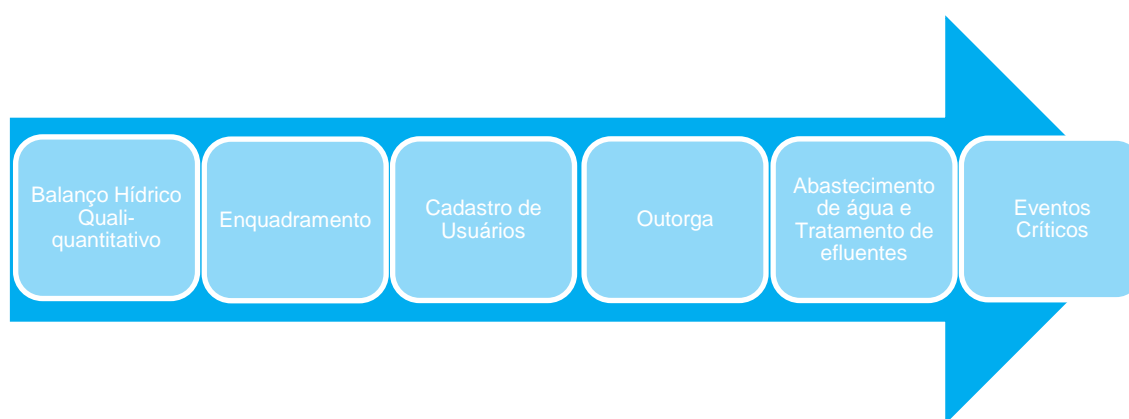 Balanço Hídrico
Quali-
quantitativo
Enquadramento
Cadastro de
Usuários
Outorga
Abastecimento
de água e
Tratamento de
efluentes
Eventos
Críticos